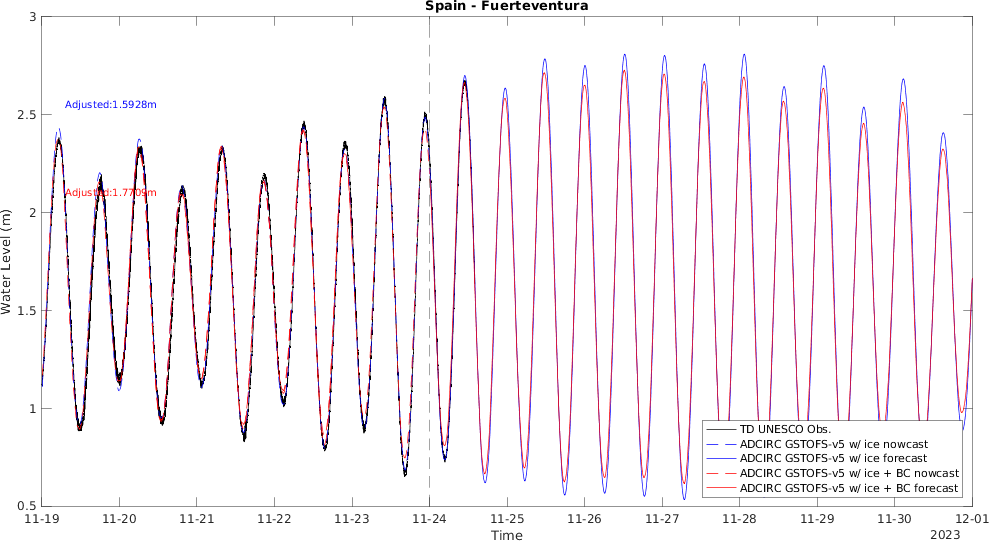 Spain - Fuerteventura
3
2.5
2
1.5
1
0.5
Water Level (m)
Adjusted:1.5928m
Adjusted:1.7709m
TD UNESCO Obs.
ADCIRC GSTOFS-v5 w/ ice nowcast
ADCIRC GSTOFS-v5 w/ ice forecast
ADCIRC GSTOFS-v5 w/ ice + BC nowcast
ADCIRC GSTOFS-v5 w/ ice + BC forecast
11-19 11-20 11-21 11-22 11-23 11-24 11-25 11-26 11-27 11-28 11-29 11-30 12-01
Time
2023